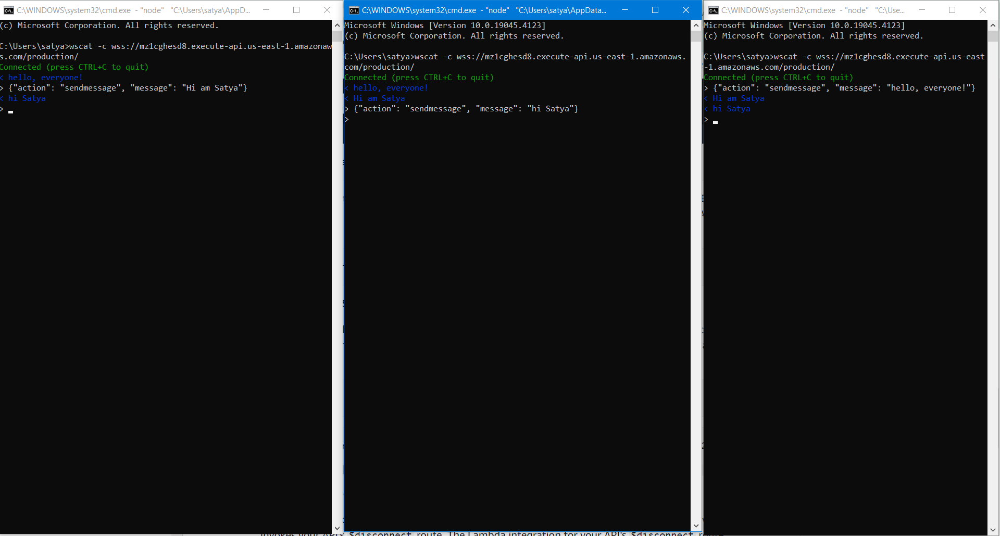 C:\WINDOWS\system32\cmd.exe - "node" "C:\Users\satya\AppD...
(c) Microsoft Corporation. All rights reserved.
C:\Users\satya>wscat -c wss://mz1cghesd8.execute-api.us-east-1.amazonaw
s.com/production/
Connected (press CTRL+C to quit)
< hello, everyone!
> {"action": "sendmessage", "message": "Hi am Satya"}
< hi Satya
>
C:\WINDOWS\system32\cmd.exe - "node" "C:\Users\satya\AppData...
Microsoft Windows [Version 10.0.19045.4123]
(c) Microsoft Corporation. All rights reserved.
C:\Users\satya>wscat -c wss://mz1cghesd8.execute-api.us-east-1.amazonaws.
com/production/
Connected (press CTRL+C to quit)
< hello, everyone!
< Hi am Satya
> {"action": "sendmessage", "message": "hi Satya"}
>
C:\WINDOWS\system32\cmd.exe - "node" "C:\Use...
Microsoft Windows [Version 10.0.19045.4123]
(c) Microsoft Corporation. All rights reserved.
C:\Users\satya>wscat -c wss://mz1cghesd8.execute-api.us-east
-1.amazonaws.com/production/
Connected (press CTRL+C to quit)
> {"action": "sendmessage", "message": "hello, everyone!"}
< Hi am Satya
< hi Satya
>
invokes your API's $disconnect route. The Lambda integration for your API's $disconnect route